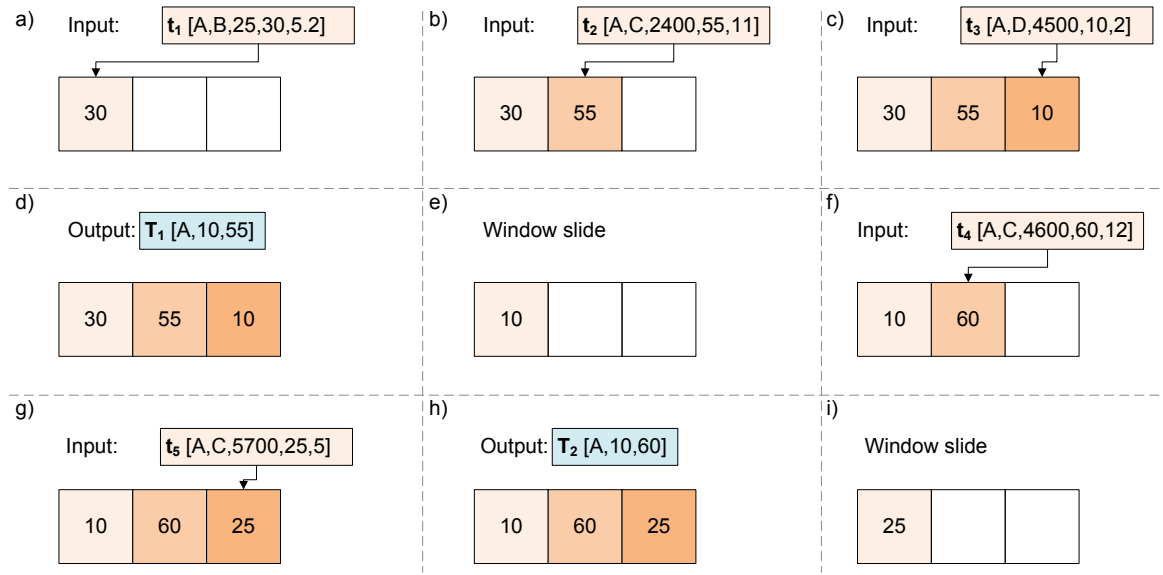 a)
Input: t₁ [A,B,25,30,5.2]
30
b)
Input: t₂ [A,C,2400,55,11]
30 55
c)
Input: t₃ [A,D,4500,10,2]
30 55 10
d)
Output: T₁ [A,10,55]
30 55 10
e)
Window slide
10
f)
Input: t₄ [A,C,4600,60,12]
10 60
g)
Input: t₅ [A,C,5700,25,5]
10 60 25
h)
Output: T₂ [A,10,60]
10 60 25
i)
Window slide
25